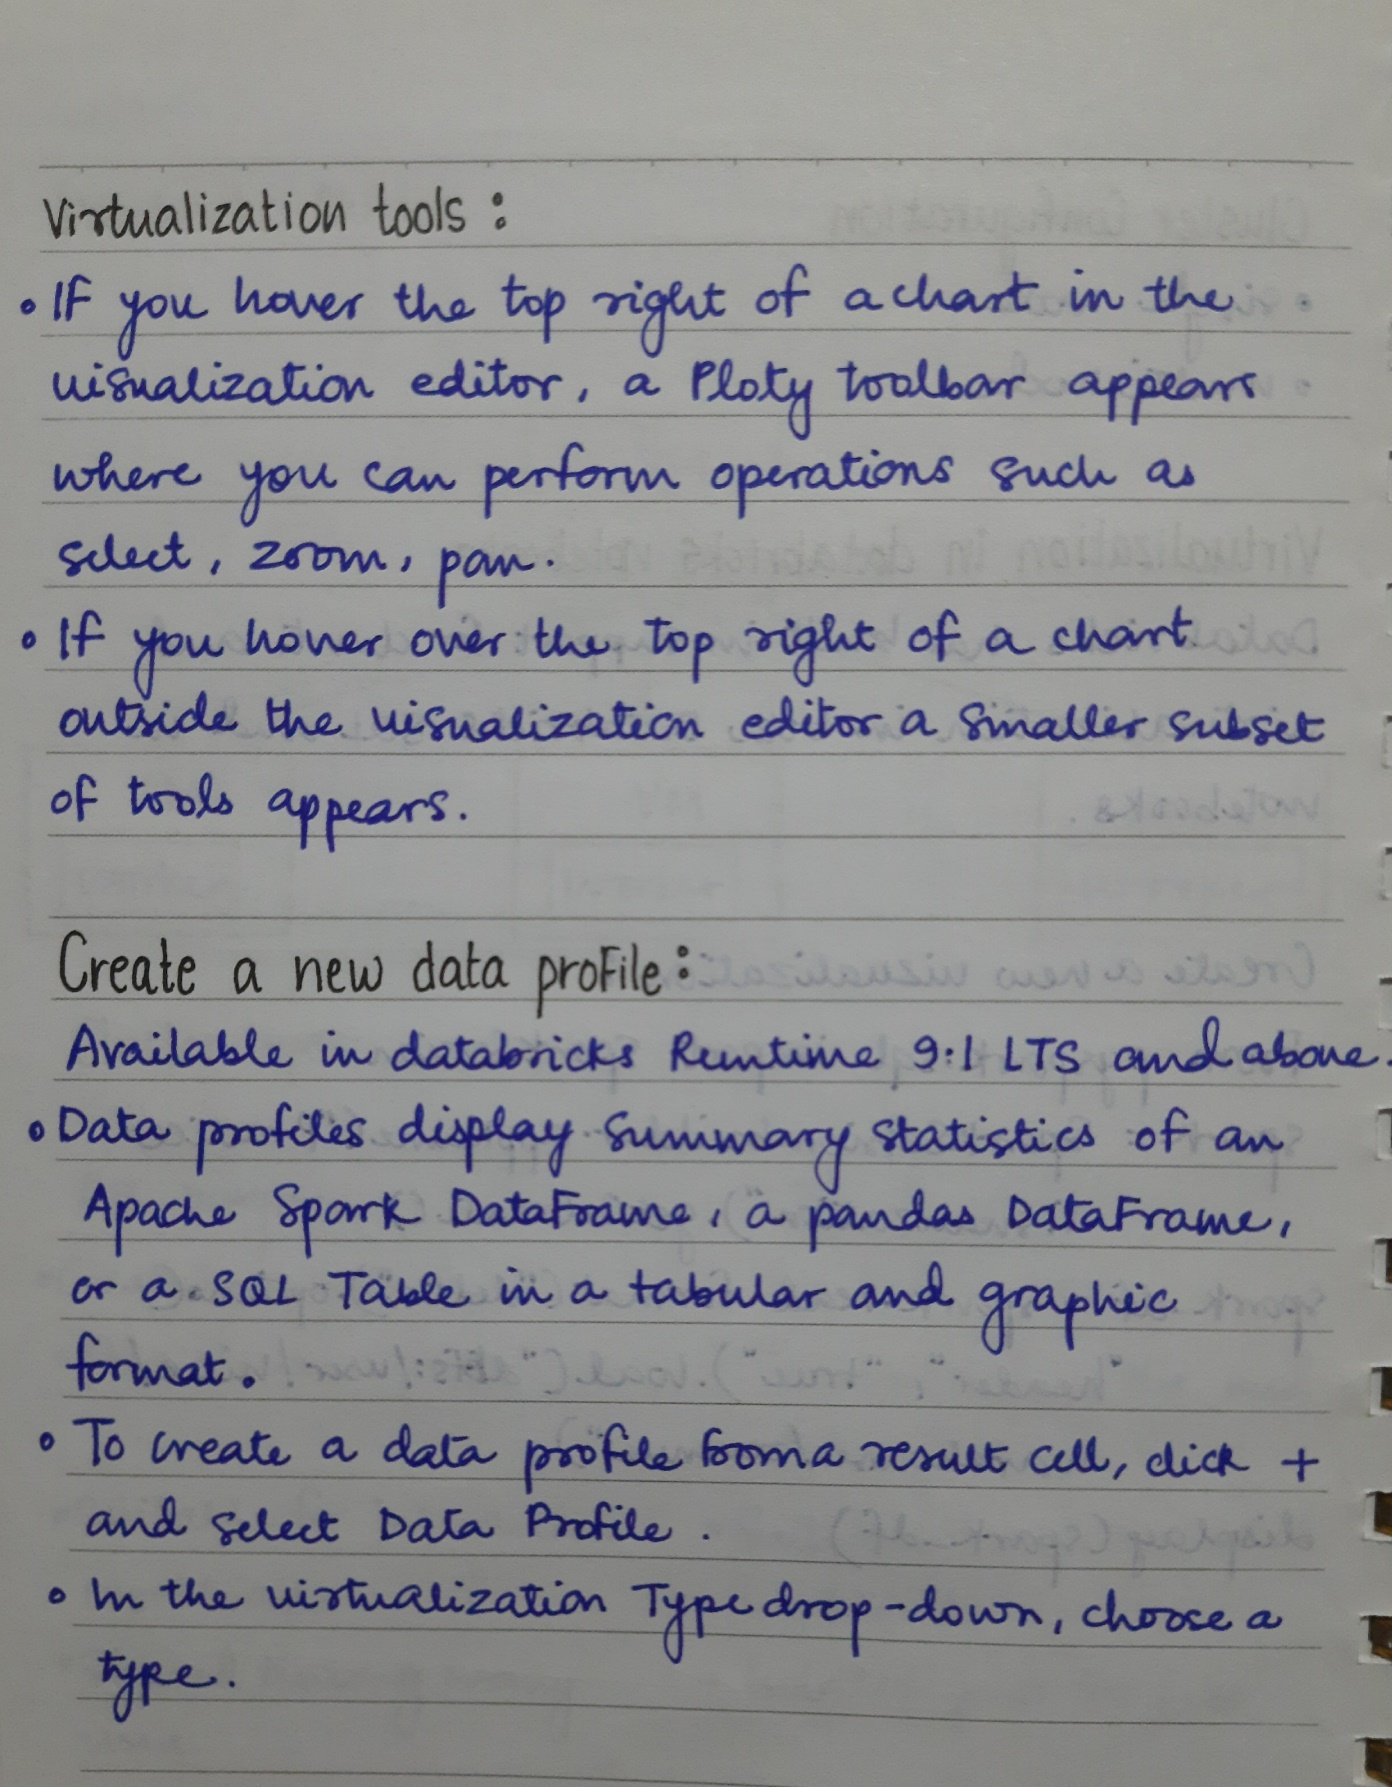 Virtualization tools :
• If you hover the top right of a chart in the
visualization editor, a Ploty toolbar appears
where you can perform operations such as
select, zoom, pan.
• If you hover over the top right of a chart
outside the visualization editor a smaller subset
of tools appears.
Create a new data profile :
Available in databricks Runtime 9.1 LTS and above.
• Data profiles display summary statistics of an
Apache Spark DataFrame, a pandas DataFrame,
or a SQL Table in a tabular and graphic
format.
• To create a data profile from a result cell, click +
and select Data Profile.
• In the virtualization Type drop-down, choose a
type.